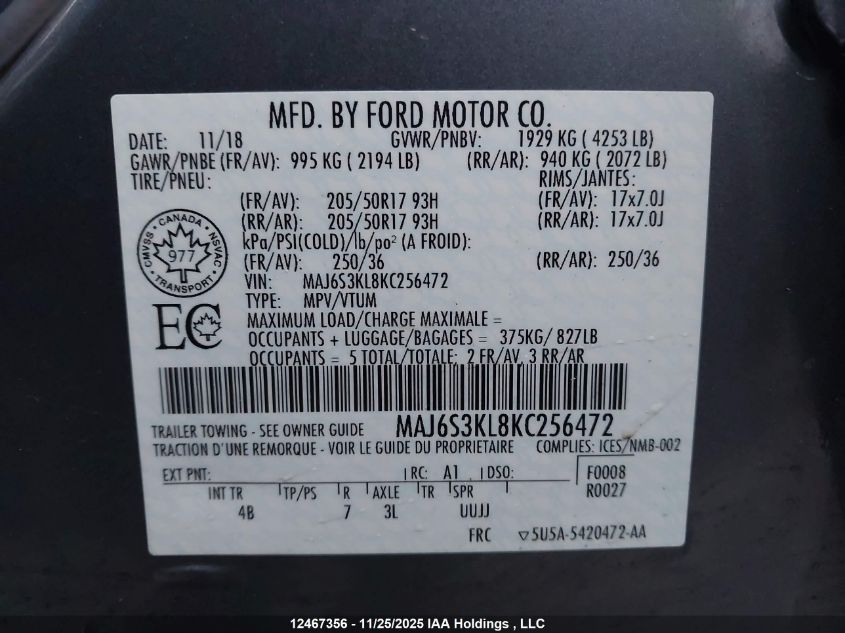 MFD. BY FORD MOTOR CO.
DATE: 11/18 GVWR/PNBV: 1929 KG ( 4253 LB)
GAWR/PNBE (FR/AV): 995 KG ( 2194 LB) (RR/AR): 940 KG ( 2072 LB)
TIRE/PNEU: RIMS/JANTES:
(FR/AV): 205/50R17 93H (FR/AV): 17x7.0J
(RR/AR): 205/50R17 93H (RR/AR): 17x7.0J
kPa/PSI(COLD)/lb/po² (A FROID):
(FR/AV): 250/36 (RR/AR): 250/36
VIN: MAJ6S3KL8KC256472
TYPE: MPV/VTUM
CANADA
CMVSS NSVAC
977
TRANSPORT
EC
MAXIMUM LOAD/CHARGE MAXIMALE =
OCCUPANTS + LUGGAGE/BAGAGES = 375KG/ 827LB
OCCUPANTS = 5 TOTAL/TOTALE: 2 FR/AV, 3 RR/AR
TRAILER TOWING - SEE OWNER GUIDE MAJ6S3KL8KC256472
TRACTION D'UNE REMORQUE - VOIR LE GUIDE DU PROPRIETAIRE COMPLIES: ICES/NMB-002
EXT PNT: RC: A1 DSO: F0008
R0027
INT TR TP/PS R AXLE TR SPR
4B 7 3L UUJJ
FRC ▽5U5A-5420472-AA
12467356 - 11/25/2025 IAA Holdings , LLC